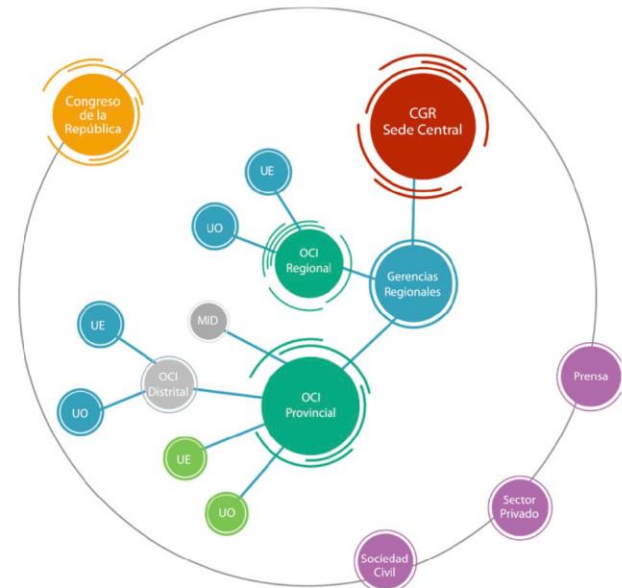 Congreso
de la
República
CGR
Sede Central
UE
UO
OCI
Regional
Gerencias
Regionales
MID
UE
OCI
Distrital
UO
OCI
Provincial
Prensa
UE
UO
Sector
Privado
Sociedad
Civil